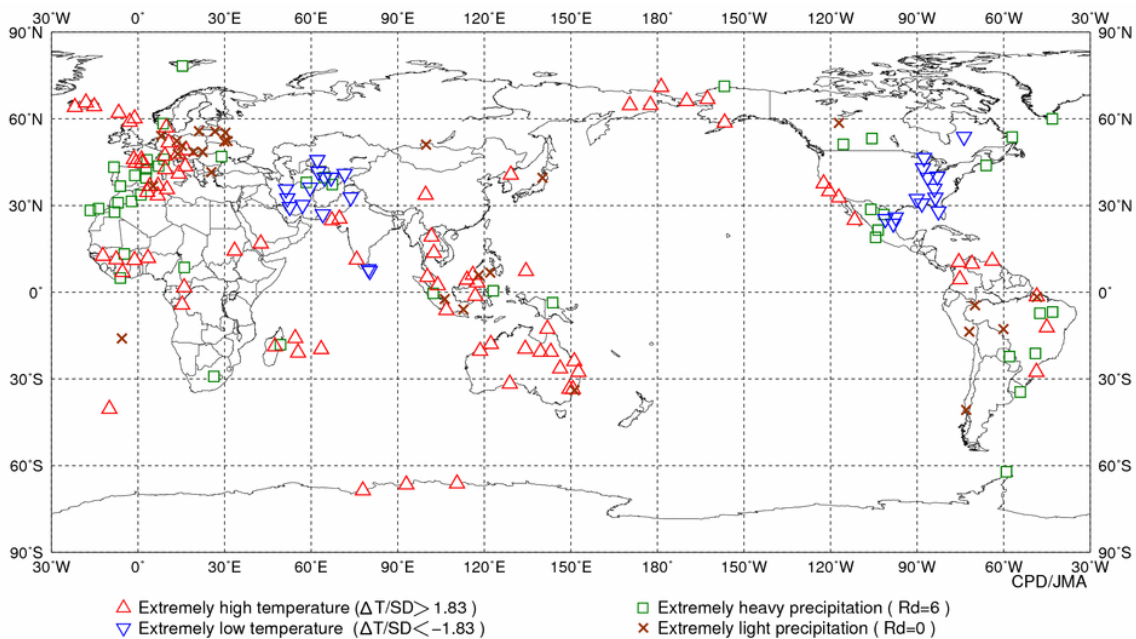 30˚W 0˚ 30˚E 60˚E 90˚E 120˚E 150˚E 180˚ 150˚W 120˚W 90˚W 60˚W 30˚W
90˚N 90˚N
60˚N 60˚N
30˚N 30˚N
0˚ 0˚
30˚S 30˚S
60˚S 60˚S
90˚S 90˚S
30˚W 0˚ 30˚E 60˚E 90˚E 120˚E 150˚E 180˚ 150˚W 120˚W 90˚W 60˚W 30˚W
CPD/JMA
Extremely high temperature (ΔT/SD>1.83) Extremely heavy precipitation (Rd=6)
Extremely low temperature (ΔT/SD<−1.83) Extremely light precipitation (Rd=0)